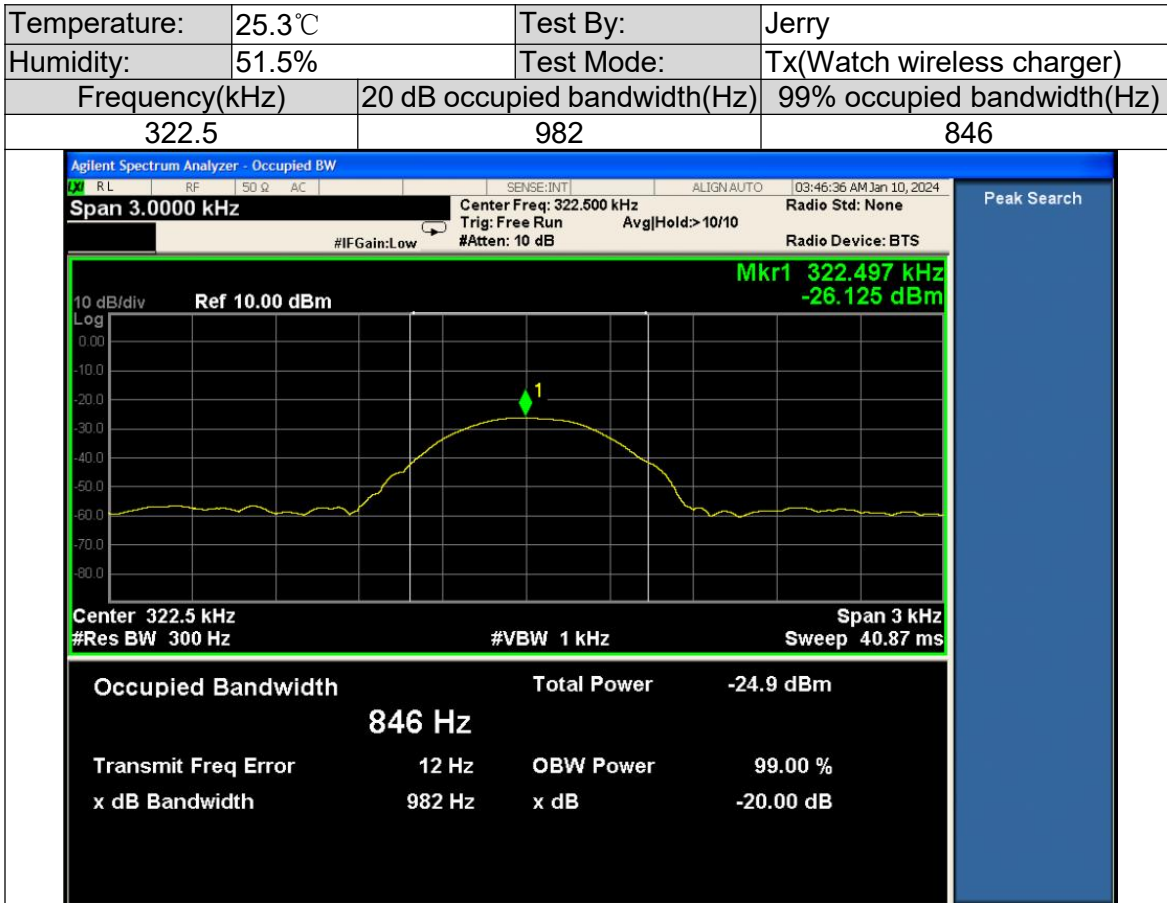 Temperature: 25.3℃ Test By: Jerry
Humidity: 51.5% Test Mode: Tx(Watch wireless charger)
Frequency(kHz) 20 dB occupied bandwidth(Hz) 99% occupied bandwidth(Hz)
322.5 982 846
Agilent Spectrum Analyzer - Occupied BW
LXI RL RF 50 Ω AC SENSE:INT ALIGN AUTO 03:46:36 AM Jan 10, 2024
Span 3.0000 kHz Center Freq: 322.500 kHz Radio Std: None Peak Search
Trig: Free Run Avg|Hold:> 10/10
#IFGain:Low #Atten: 10 dB Radio Device: BTS
Mkr1 322.497 kHz
10 dB/div Ref 10.00 dBm -26.125 dBm
Log
0.00
1
-10.0
-20.0
-30.0
-40.0
-50.0
-60.0
-70.0
-80.0
Center 322.5 kHz Span 3 kHz
#Res BW 300 Hz #VBW 1 kHz Sweep 40.87 ms
Occupied Bandwidth Total Power -24.9 dBm
846 Hz
Transmit Freq Error 12 Hz OBW Power 99.00 %
x dB Bandwidth 982 Hz x dB -20.00 dB